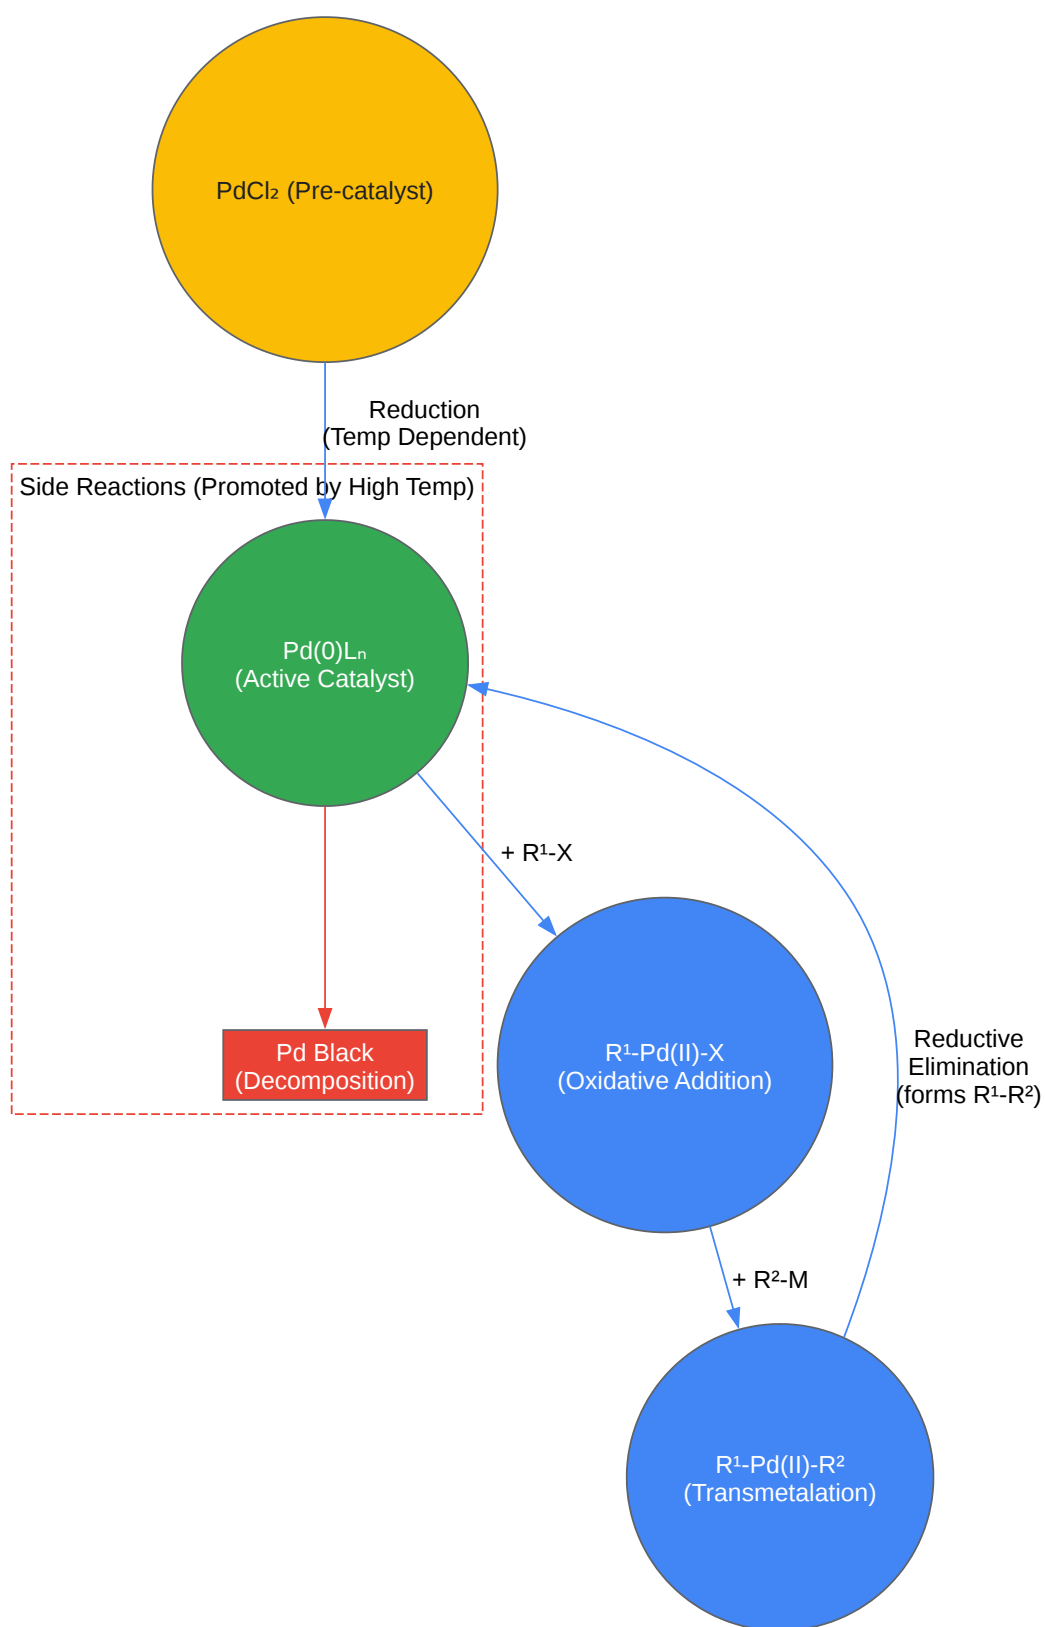 PdCl₂ (Pre-catalyst)
Reduction
(Temp Dependent)
Side Reactions (Promoted by High Temp)
Pd(0)Lₙ
(Active Catalyst)
+ R¹-X
Pd Black
(Decomposition)
R¹-Pd(II)-X
(Oxidative Addition)
Reductive
Elimination
(forms R¹-R²)
+ R²-M
R¹-Pd(II)-R²
(Transmetalation)